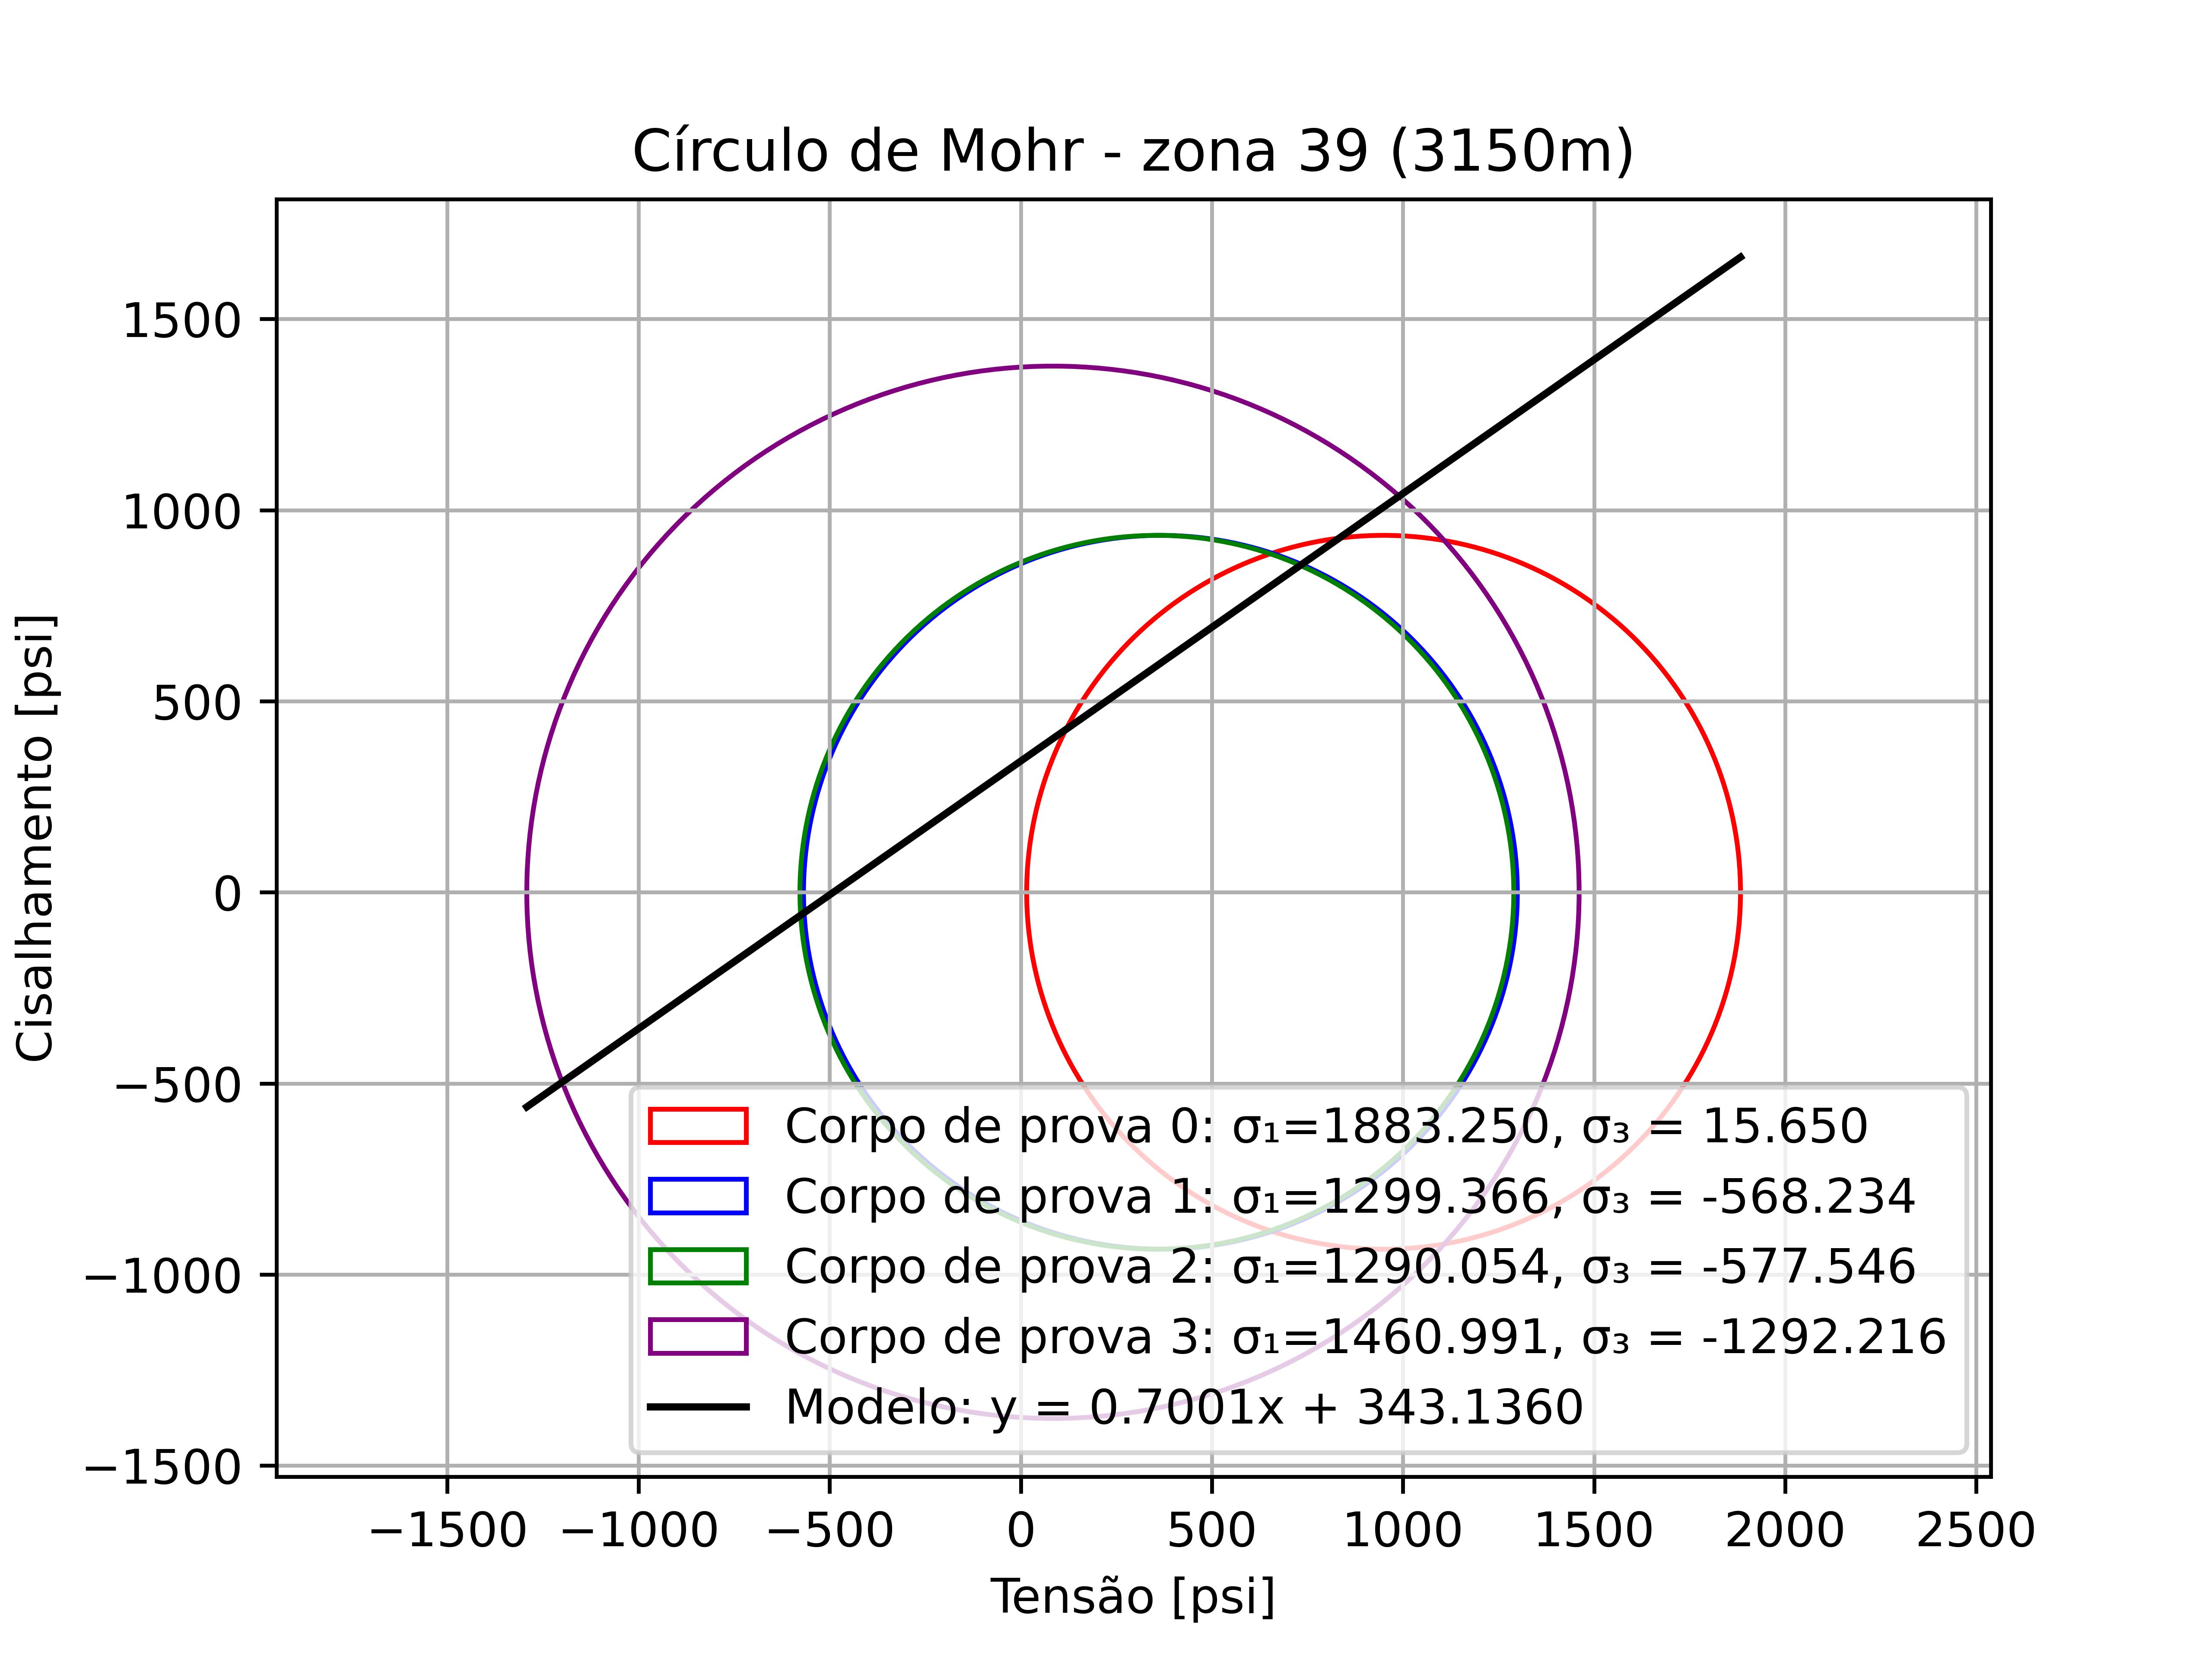 Círculo de Mohr - zona 39 (3150m)
Cisalhamento [psi]
1500
1000
500
0
−500
−1000
−1500
Corpo de prova 0: σ₁=1883.250, σ₃ = 15.650
Corpo de prova 1: σ₁=1299.366, σ₃ = -568.234
Corpo de prova 2: σ₁=1290.054, σ₃ = -577.546
Corpo de prova 3: σ₁=1460.991, σ₃ = -1292.216
Modelo: y = 0.7001x + 343.1360
−1500 −1000 −500 0 500 1000 1500 2000 2500
Tensão [psi]